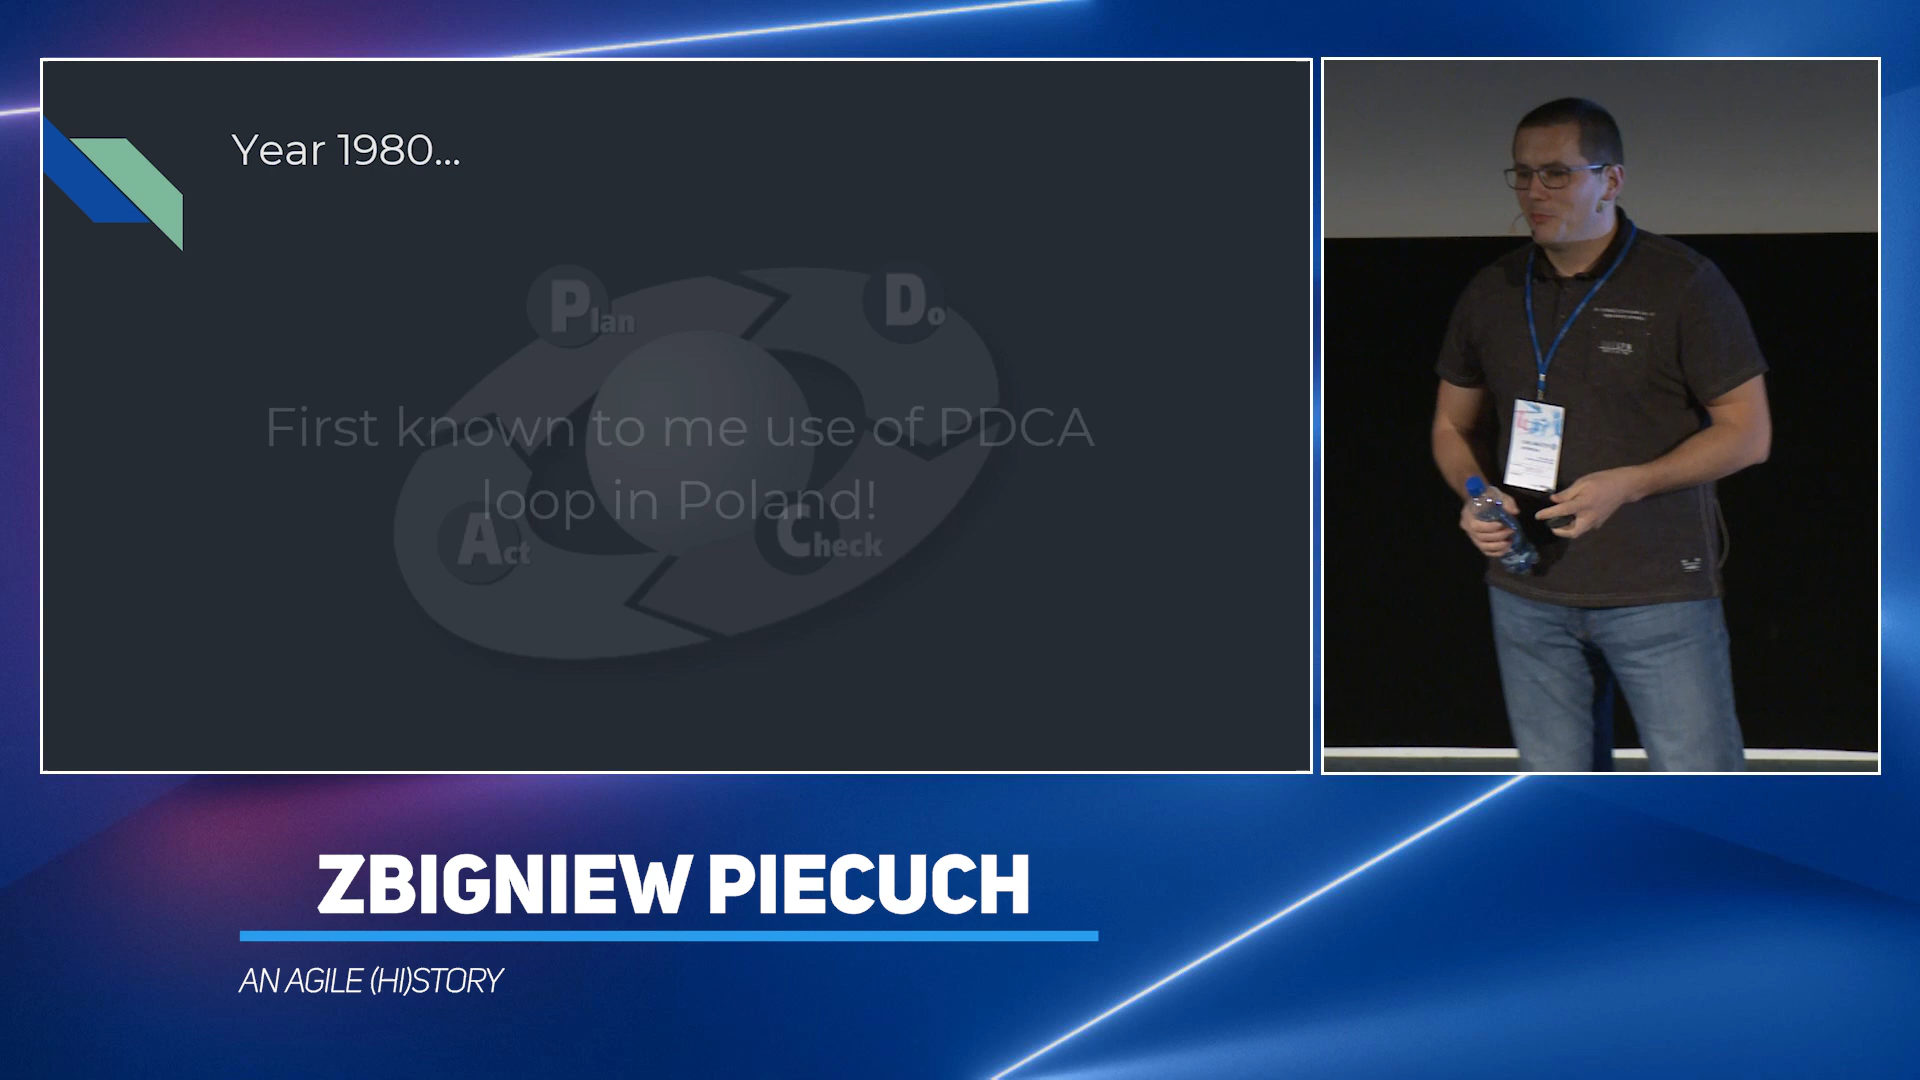 Year 1980...
Plan
Do
First known to me use of PDCA
loop in Poland!
Act
Check
ZBIGNIEW PIECUCH
AN AGILE (HI)STORY